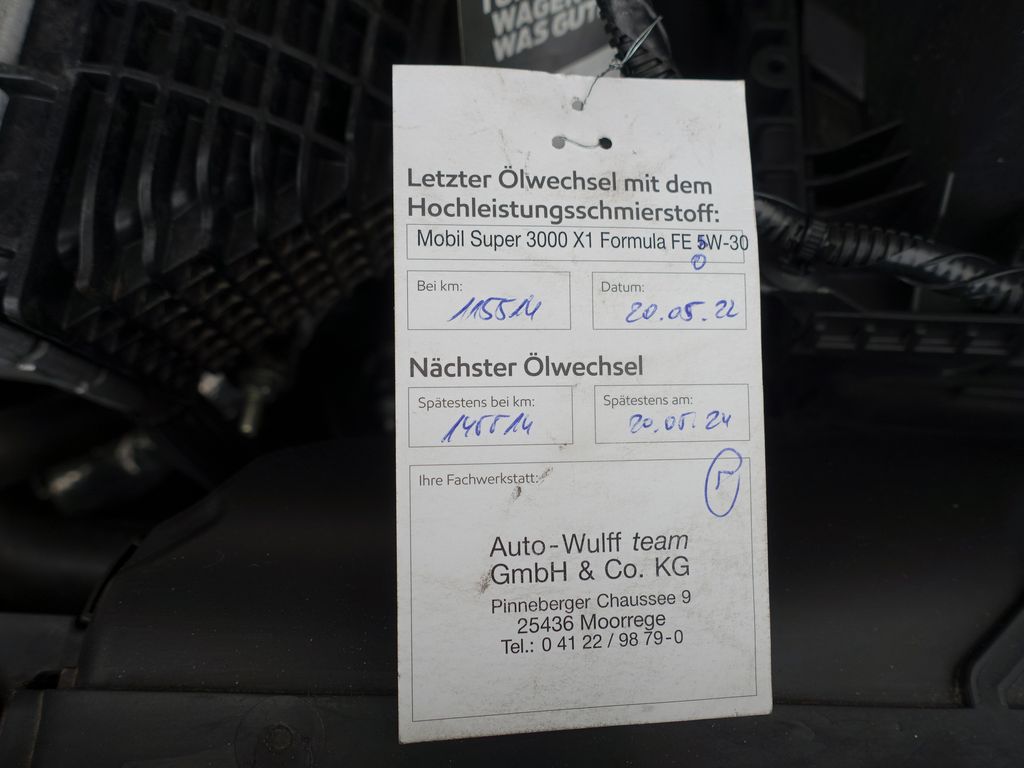 WAGEN
WAS GUT
Letzter Ölwechsel mit dem
Hochleistungsschmierstoff:
Mobil Super 3000 X1 Formula FE 5W-30
0
Bei km:
115514
Datum:
20.05.22
Nächster Ölwechsel
Spätestens bei km:
145514
Spätestens am:
20.05.24
Ihre Fachwerkstatt:
Auto-Wulff team
GmbH & Co. KG
Pinneberger Chaussee 9
25436 Moorrege
Tel.: 0 41 22 / 98 79-0